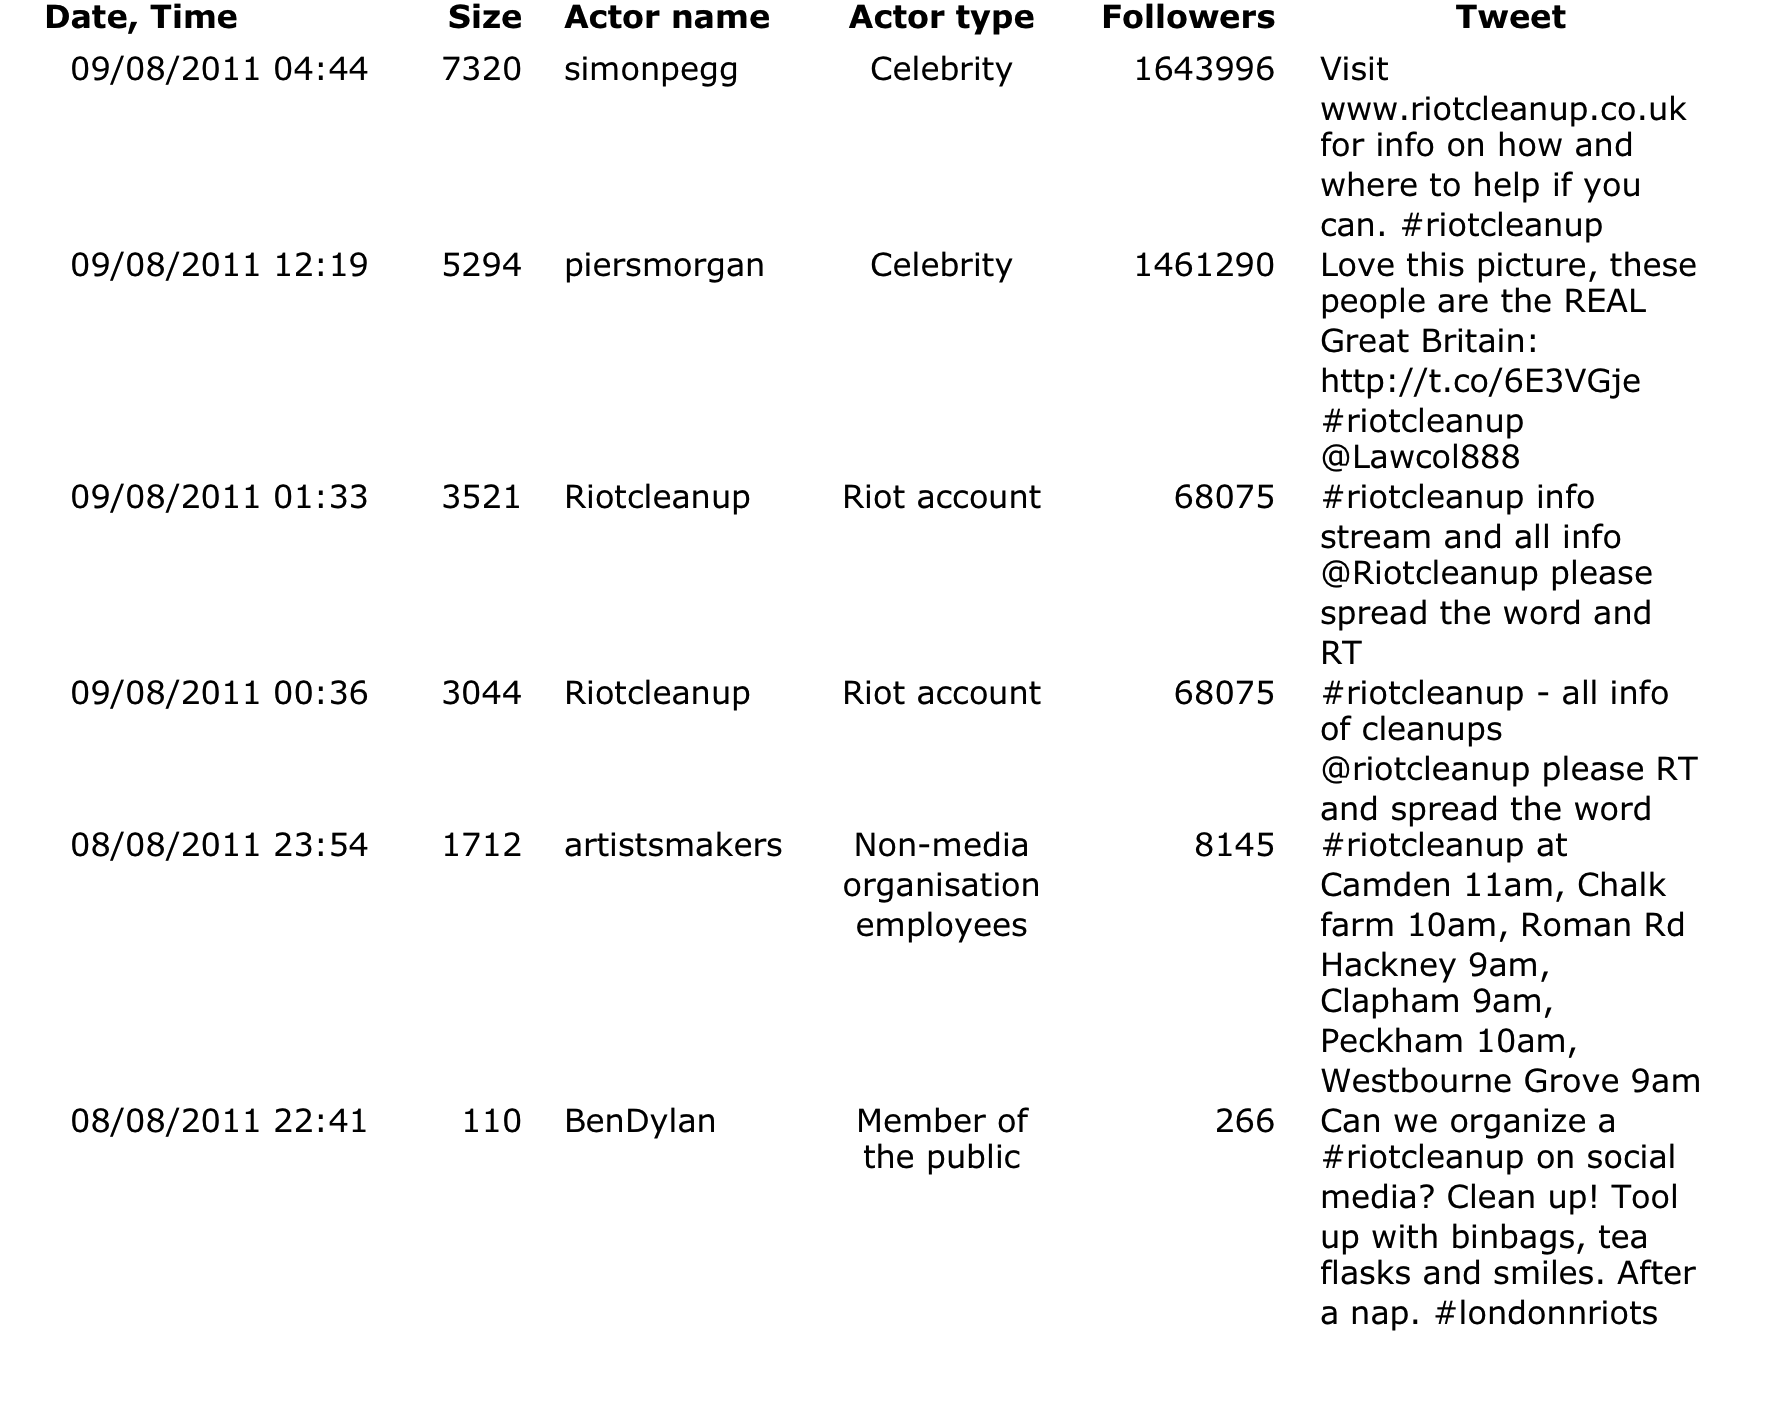 Date, Time Size Actor name Actor type Followers Tweet
09/08/2011 04:44 7320 simonpegg Celebrity 1643996 Visit
www.riotcleanup.co.uk
for info on how and
where to help if you
can. #riotcleanup
09/08/2011 12:19 5294 piersmorgan Celebrity 1461290 Love this picture, these
people are the REAL
Great Britain:
http://t.co/6E3VGje
#riotcleanup
@Lawcol888
09/08/2011 01:33 3521 Riotcleanup Riot account 68075 #riotcleanup info
stream and all info
@Riotcleanup please
spread the word and
RT
09/08/2011 00:36 3044 Riotcleanup Riot account 68075 #riotcleanup - all info
of cleanups
@riotcleanup please RT
and spread the word
08/08/2011 23:54 1712 artistsmakers Non-media 8145 #riotcleanup at
organisation Camden 11am, Chalk
employees farm 10am, Roman Rd
Hackney 9am,
Clapham 9am,
Peckham 10am,
Westbourne Grove 9am
08/08/2011 22:41 110 BenDylan Member of 266 Can we organize a
the public #riotcleanup on social
media? Clean up! Tool
up with binbags, tea
flasks and smiles. After
a nap. #londonnriots